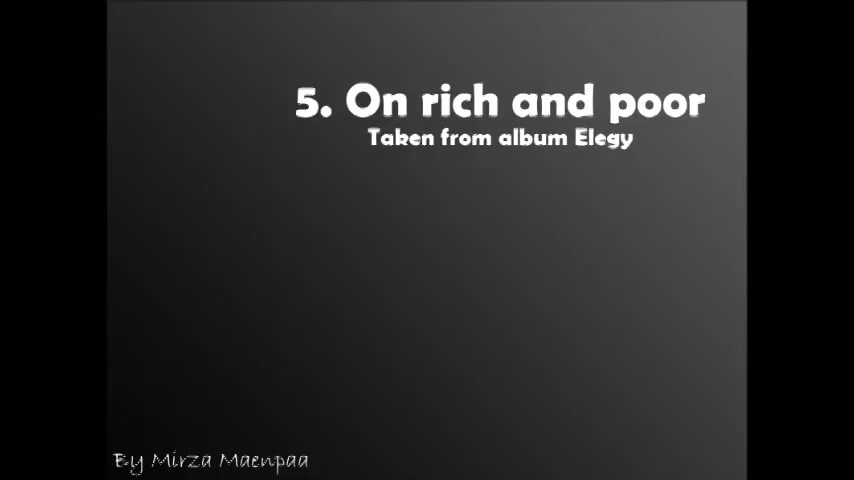 5. On rich and poor
Taken from album Elegy
By Mirza Maenpaa